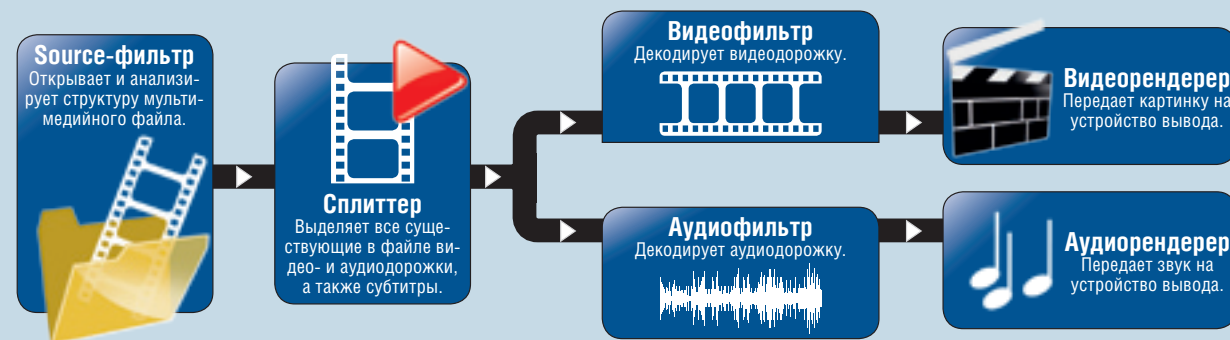 Source-фильтр
Открывает и анализи-
рует структуру мульти-
медийного файла.
Сплиттер
Выделяет все суще-
ствующие в файле ви-
део- и аудиодорожки,
а также субтитры.
Видеофильтр
Декодирует видеодорожку.
Аудиофильтр
Декодирует аудиодорожку.
Видеорендерер
Передает картинку на
устройство вывода.
Аудиорендерер
Передает звук на
устройство вывода.